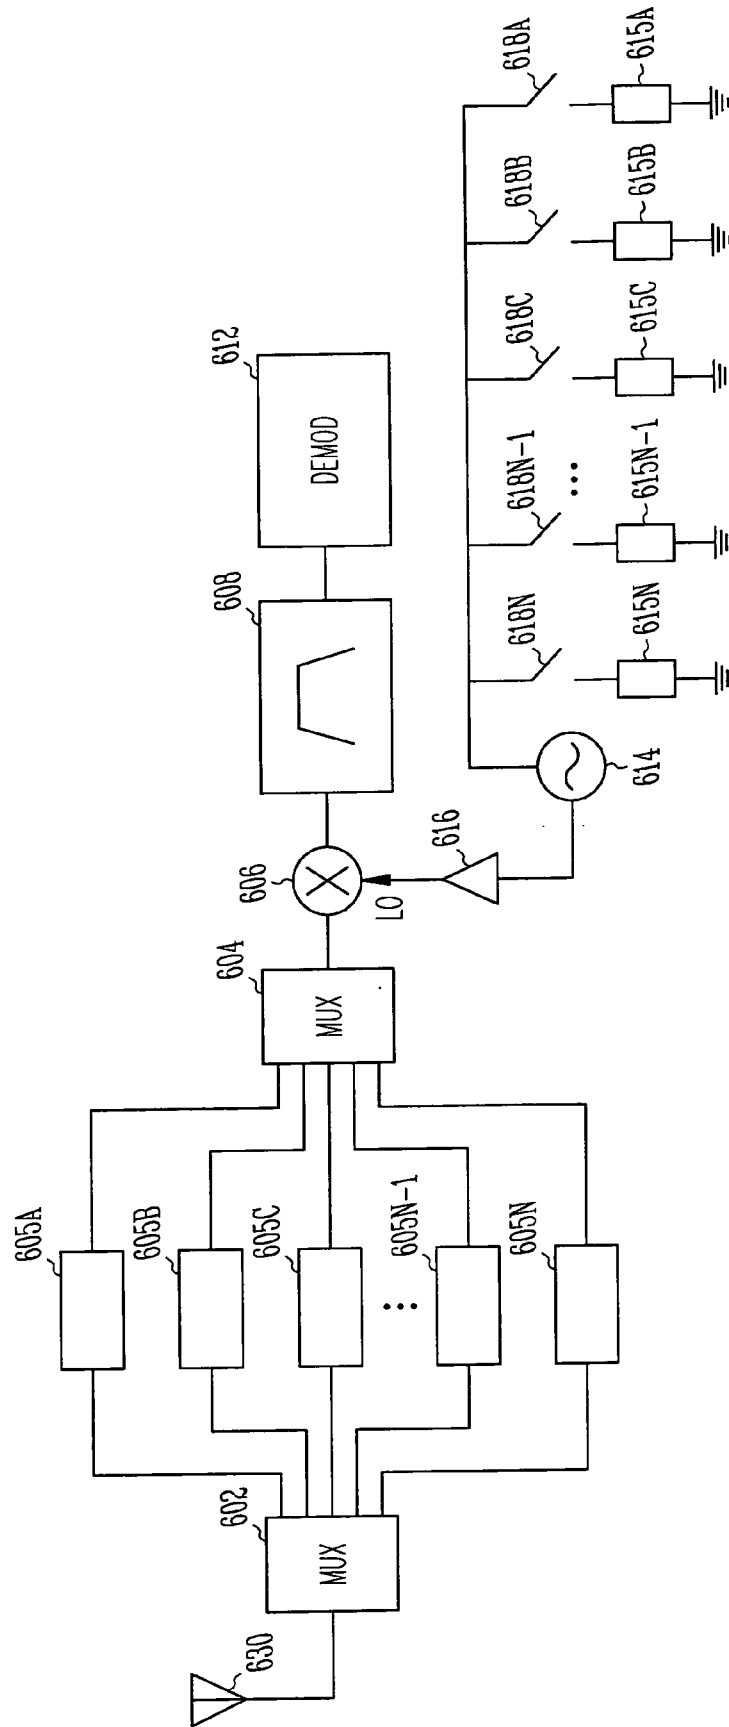 630
602
MUX
605A
605B
605C
...
605N-1
605N
604
MUX
606
LO
616
614
608
612
DEMOD
618N
618N-1
...
618C
618B
618A
615N
615N-1
615C
615B
615A